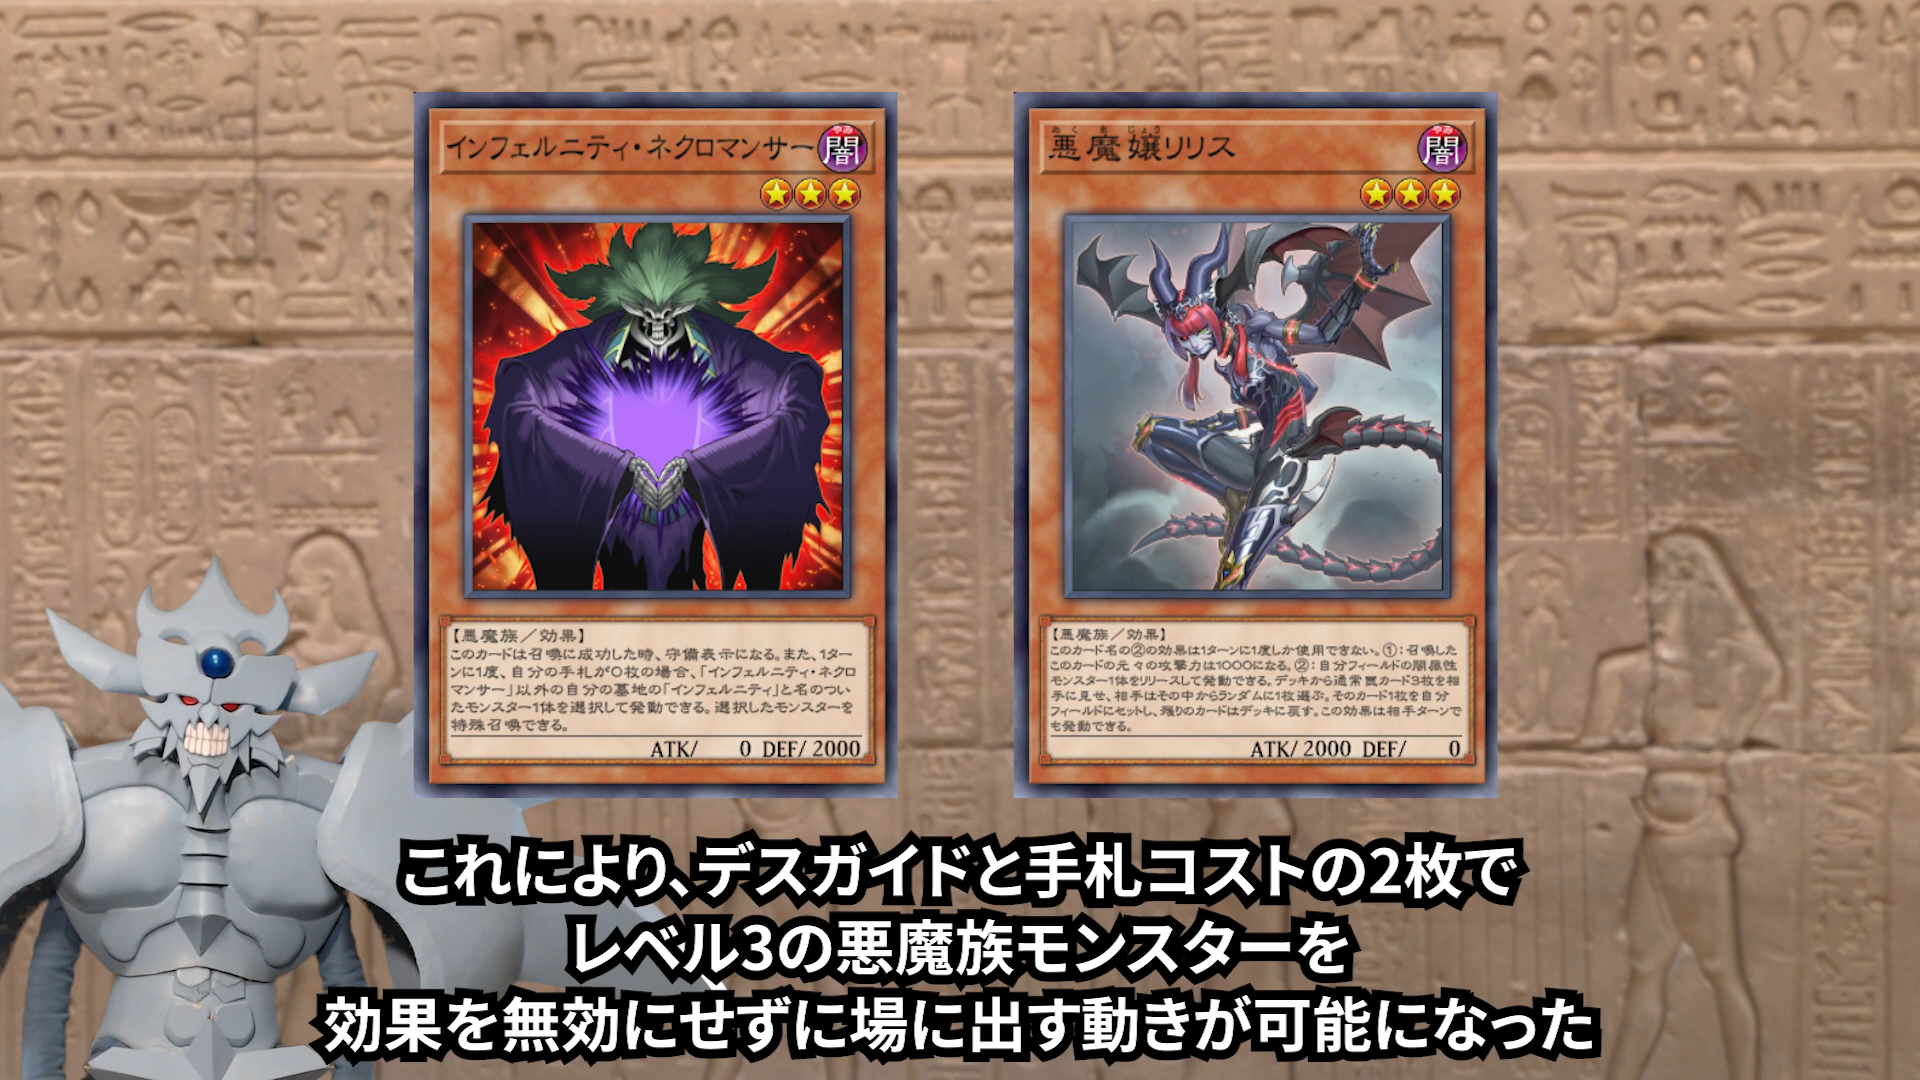 インフェルニティ・ネクロマンサー
やみ
闇
【悪魔族/効果】
このカードは召喚に成功した時、守備表示になる。また、1ター
ンに1度、自分の手札が0枚の場合、「インフェルニティ・ネクロ
マンサー」以外の自分の墓地の「インフェルニティ」と名のつい
たモンスター1体を選択して発動できる。選択したモンスターを
特殊召喚できる。
ATK/ 0 DEF/ 2000
あくまじょう
悪魔嬢リリス
やみ
闇
【悪魔族/効果】
このカード名の②の効果は1ターンに1度しか使用できない。①:召喚した
このカードの元々の攻撃力は1000になる。②:自分フィールドの闇属性
モンスター1体をリリースして発動できる。デッキから通常罠カード3枚を相
手に見せ、相手はその中からランダムに1枚選ぶ。そのカード1枚を自分
フィールドにセットし、残りのカードはデッキに戻す。この効果は相手ターンで
も発動できる。
ATK/ 2000 DEF/ 0
これにより、デスガイドと手札コストの2枚で
レベル3の悪魔族モンスターを
効果を無効にせずに場に出す動きが可能になった